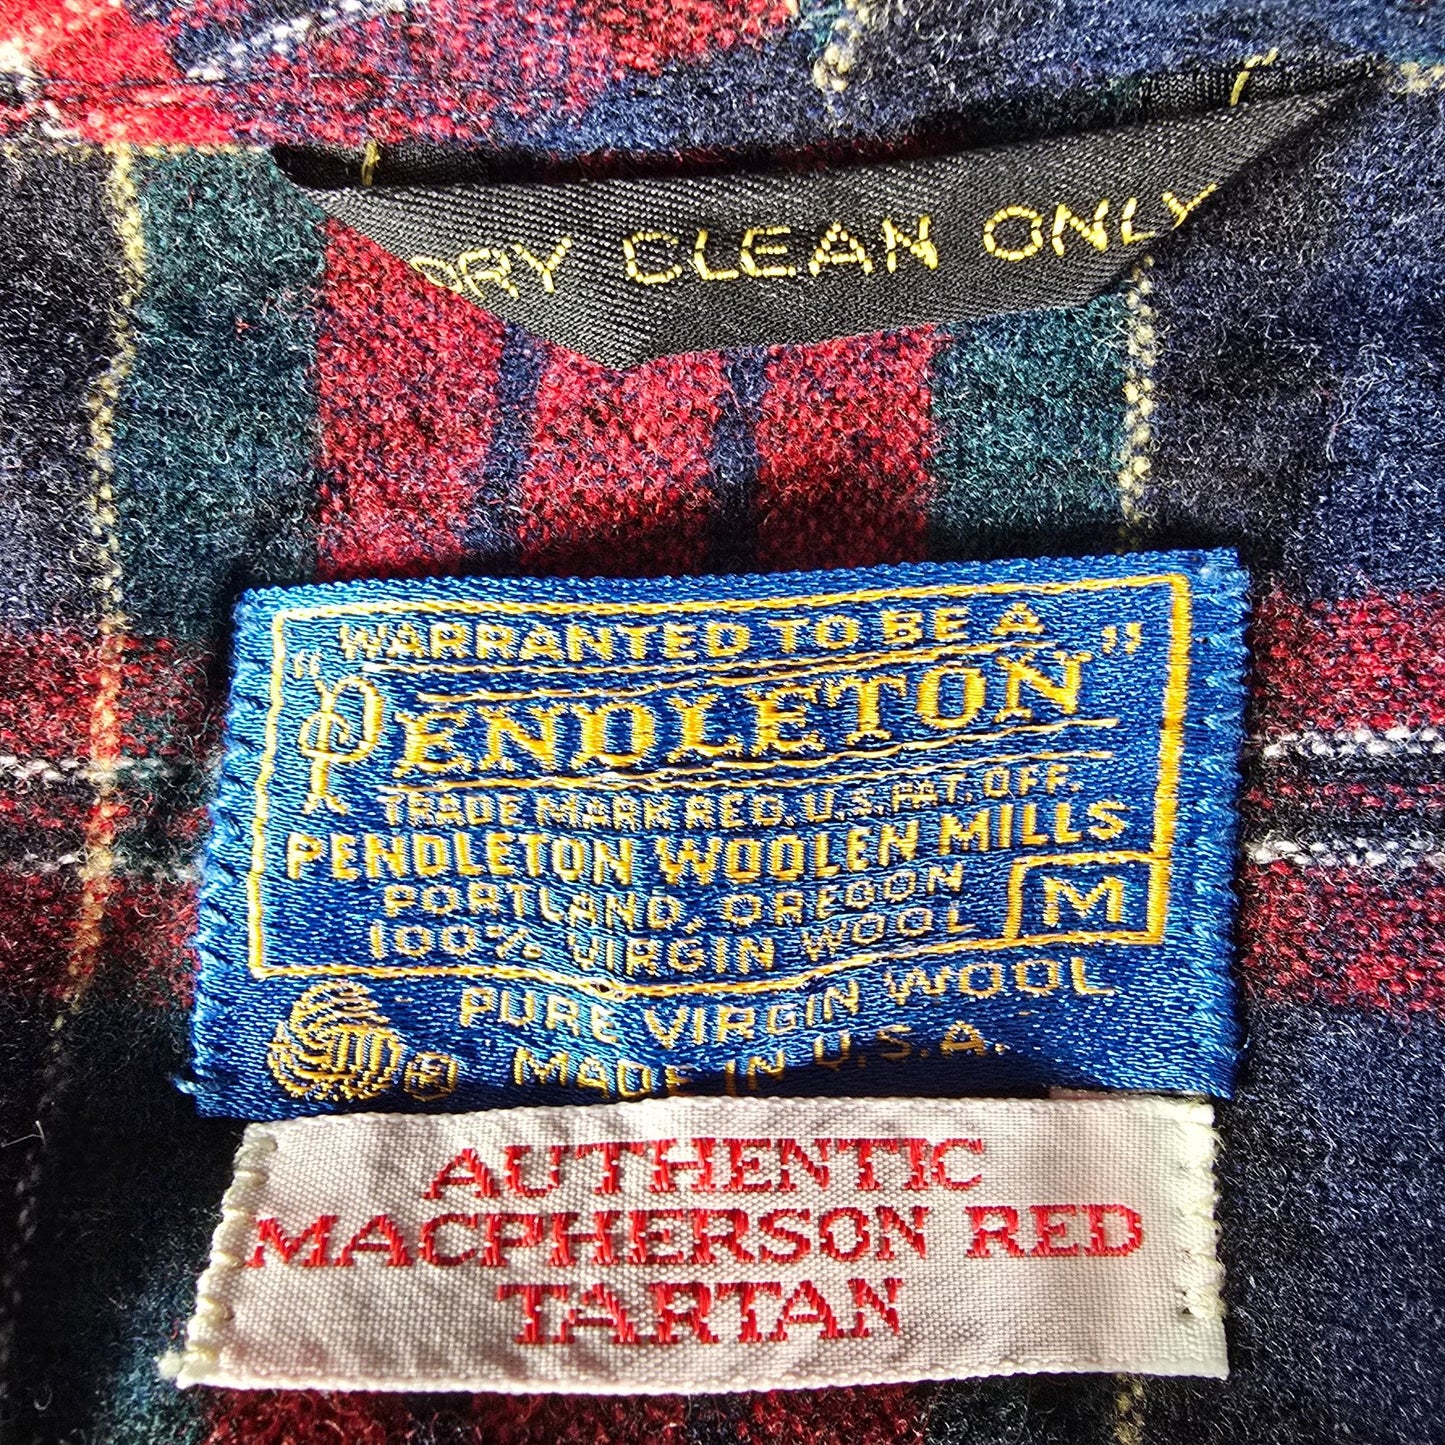 DRY CLEAN ONLY
WARRANTED TO BE A
"PENDLETON"
TRADE MARK REG. U.S. PAT. OFF.
PENDLETON WOOLEN MILLS
PORTLAND, OREGON
100% VIRGIN WOOL
M
PURE VIRGIN WOOL
® MADE IN U.S.A.
AUTHENTIC
MACPHERSON RED
TARTAN